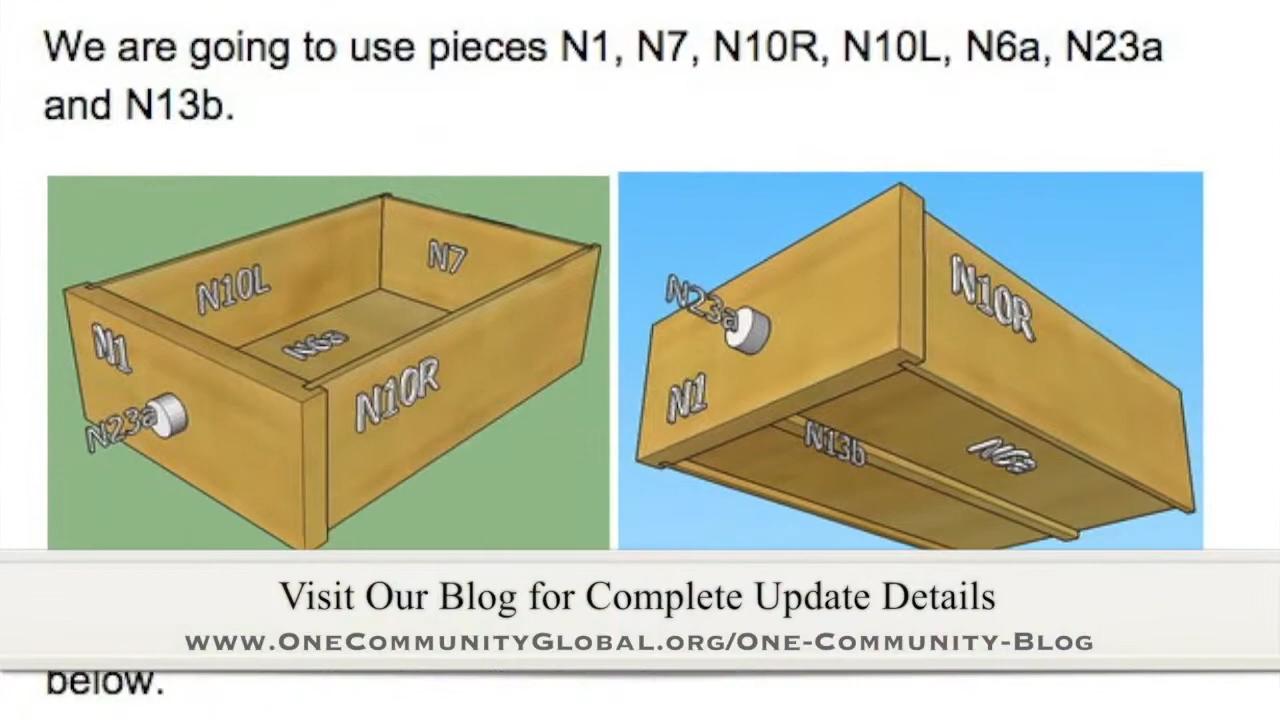 We are going to use pieces N1, N7, N10R, N10L, N6a, N23a
and N13b.
N7
N10L
N1
N6a
N10R
N23a
N23a
N10R
N1
N13b
N6a
Visit Our Blog for Complete Update Details
www.OneCommunityGlobal.org/One-Community-Blog
below.